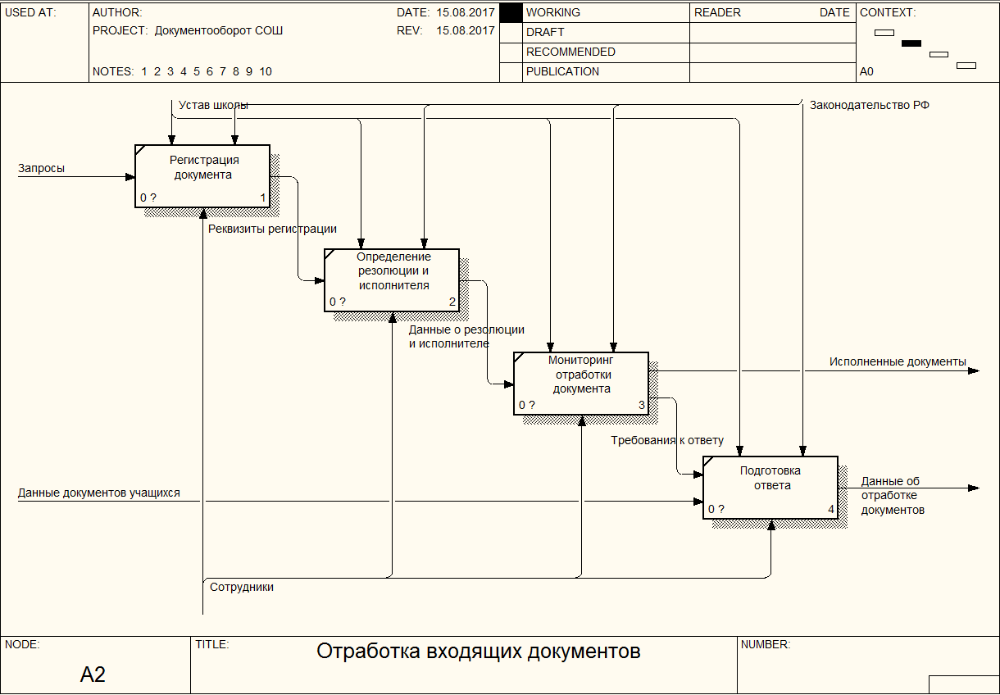 USED AT:
AUTHOR:
DATE: 15.08.2017
PROJECT: Документооборот СОШ
REV: 15.08.2017
NOTES: 1 2 3 4 5 6 7 8 9 10
WORKING
DRAFT
RECOMMENDED
PUBLICATION
READER
DATE
CONTEXT:
A0
Устав школы
Законодательство РФ
Запросы
Регистрация
документа
0 ?
1
Реквизиты регистрации
Определение
резолюции и
исполнителя
0 ?
2
Данные о резолюции
и исполнителе
Мониторинг
отработки
документа
0 ?
3
Исполненные документы
Требования к ответу
Подготовка
ответа
0 ?
4
Данные документов учащихся
Данные об
отработке
документов
Сотрудники
NODE:
A2
TITLE:
Отработка входящих документов
NUMBER: